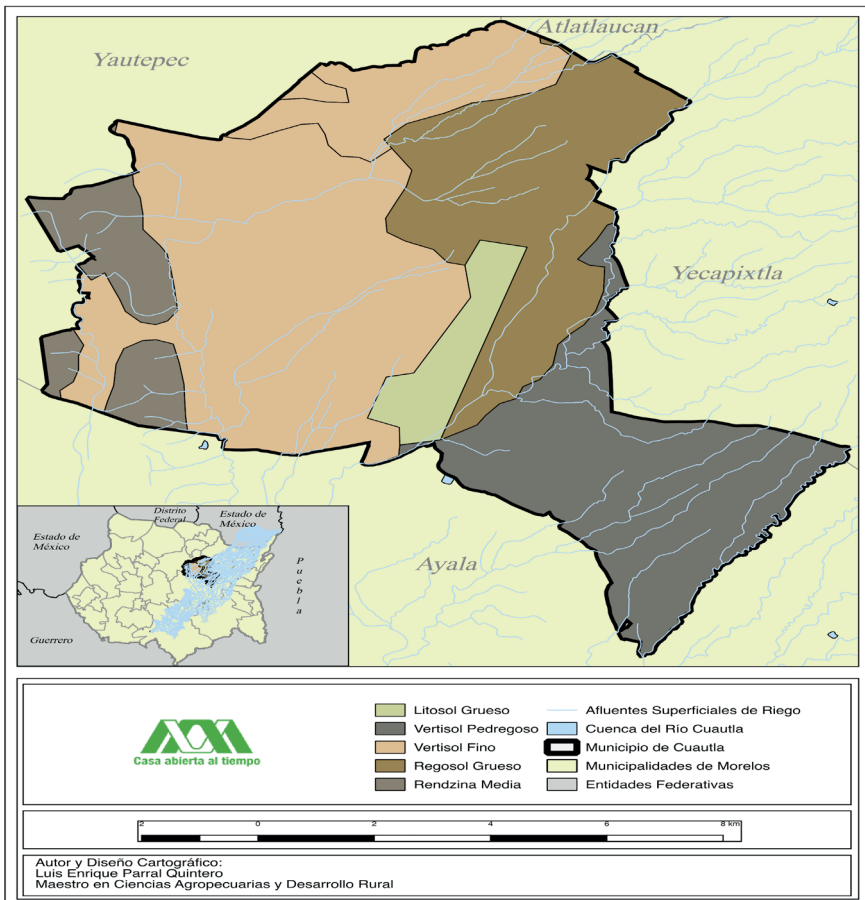 Atlatlaucan
Yautepec
Yecapixtla
Ayala
Distrito
Federal
Estado de
México
Estado de
México
Puebla
Guerrero
Litosol Grueso
Vertisol Pedregoso
Vertisol Fino
Regosol Grueso
Rendzina Media
Afluentes Superficiales de Riego
Cuenca del Río Cuautla
Municipio de Cuautla
Municipalidades de Morelos
Entidades Federativas
Casa abierta al tiempo
2 0 2 4 6 8 km
Autor y Diseño Cartográfico:
Luis Enrique Parral Quintero
Maestro en Ciencias Agropecuarias y Desarrollo Rural